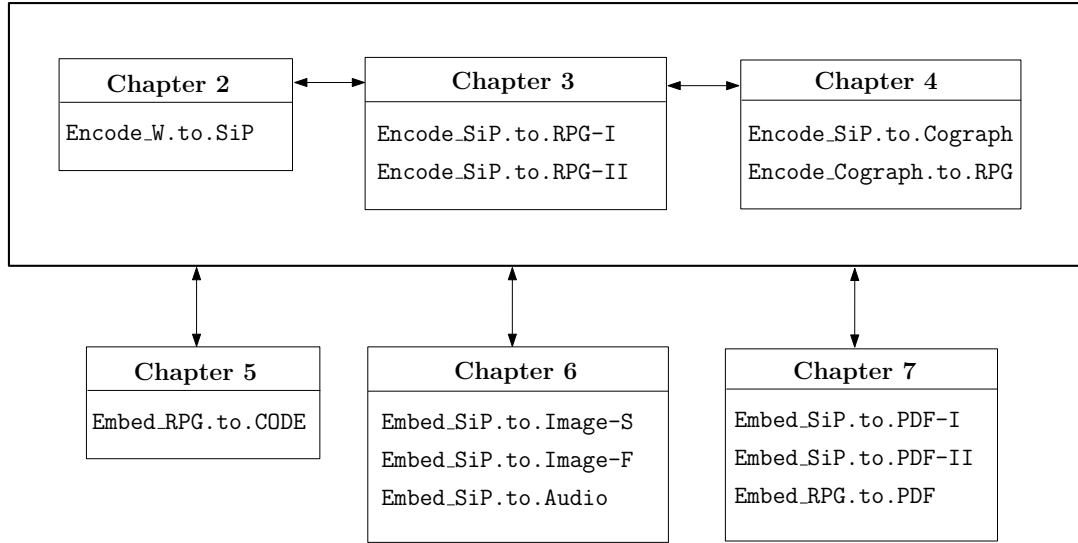 Chapter 2
Encode_W.to.SiP
Chapter 3
Encode_SiP.to.RPG-I
Encode_SiP.to.RPG-II
Chapter 4
Encode_SiP.to.Cograph
Encode_Cograph.to.RPG
Chapter 5
Embed_RPG.to.CODE
Chapter 6
Embed_SiP.to.Image-S
Embed_SiP.to.Image-F
Embed_SiP.to.Audio
Chapter 7
Embed_SiP.to.PDF-I
Embed_SiP.to.PDF-II
Embed_RPG.to.PDF